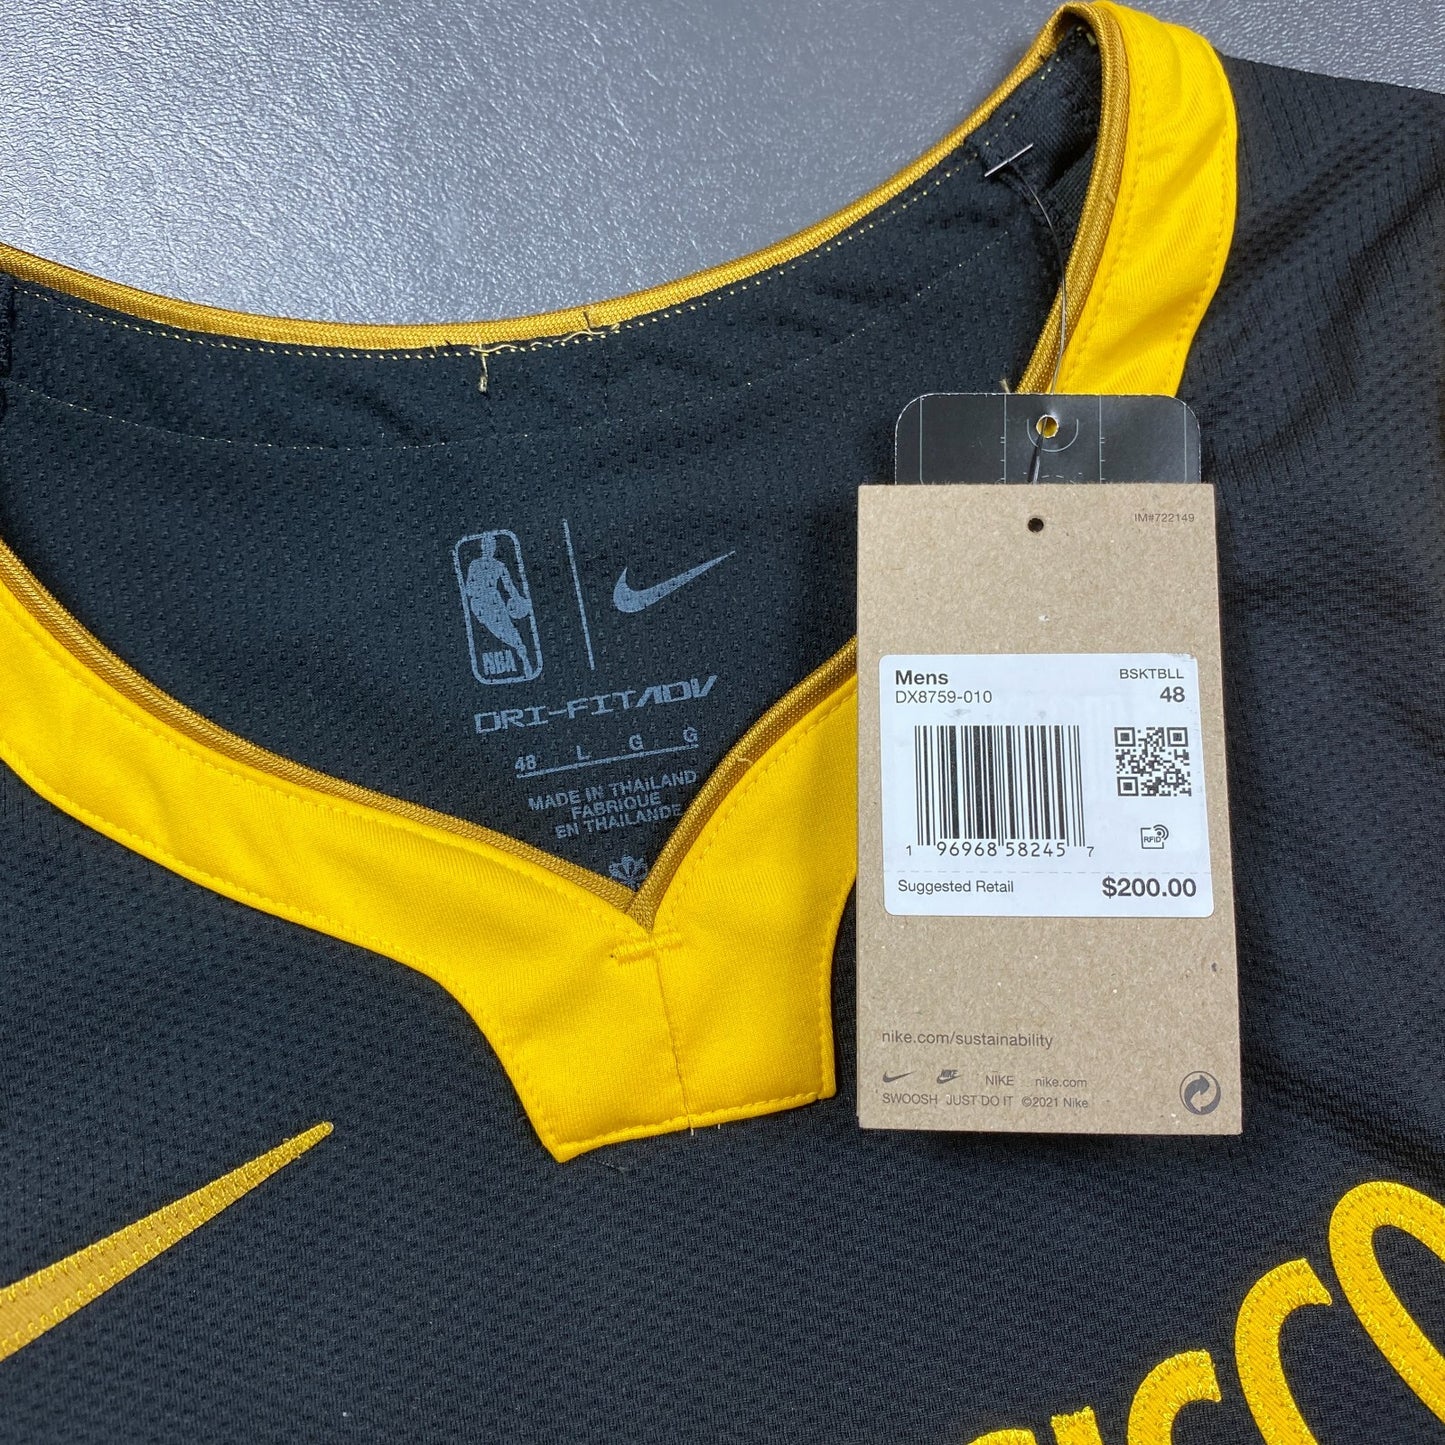 NBA
DRI-FIT ADV
48 L G G
MADE IN THAILAND
FABRIQUE
EN THAILANDE
IM#722149
Mens BSKTBLL
DX8759-010 48
1 96968 58245 7
RFID
Suggested Retail $200.00
nike.com/sustainability
NIKE NIKE nike.com
SWOOSH JUST DO IT ©2021 Nike
isco